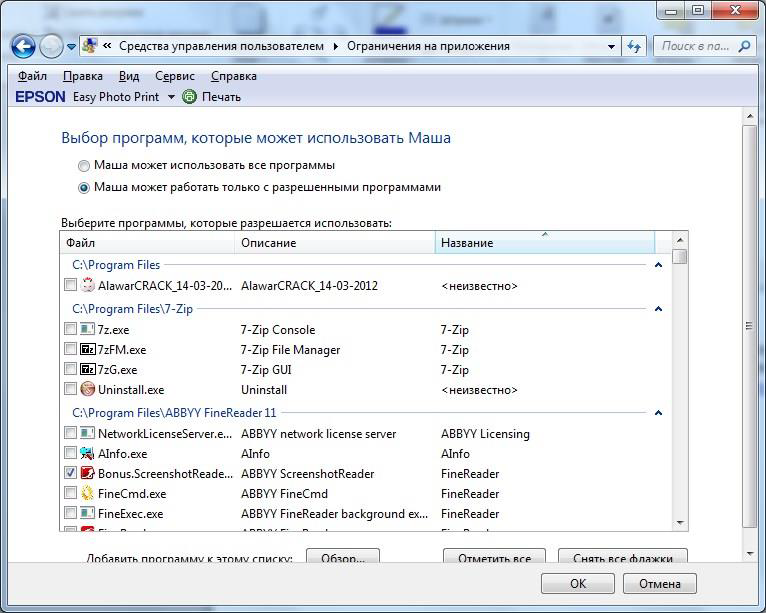 « Средства управления пользователем Ограничения на приложения
Поиск в па...
Файл Правка Вид Сервис Справка
EPSON Easy Photo Print Печать
Выбор программ, которые может использовать Маша
Маша может использовать все программы
Маша может работать только с разрешенными программами
Выберите программы, которые разрешается использовать:
Файл Описание Название
C:\Program Files
AlawarCRACK_14-03-20... AlawarCRACK_14-03-2012 <неизвестно>
C:\Program Files\7-Zip
7z.exe 7-Zip Console 7-Zip
7zFM.exe 7-Zip File Manager 7-Zip
7zG.exe 7-Zip GUI 7-Zip
Uninstall.exe Uninstall <неизвестно>
C:\Program Files\ABBYY FineReader 11
NetworkLicenseServer.e... ABBYY network license server ABBYY Licensing
AInfo.exe AInfo AInfo
Bonus.ScreenshotReade... ABBYY ScreenshotReader FineReader
FineCmd.exe ABBYY FineCmd FineReader
FineExec.exe ABBYY FineReader background ex... FineReader
Добавить программу к этому списку: Обзор... Отметить все Снять все флажки
ОК Отмена